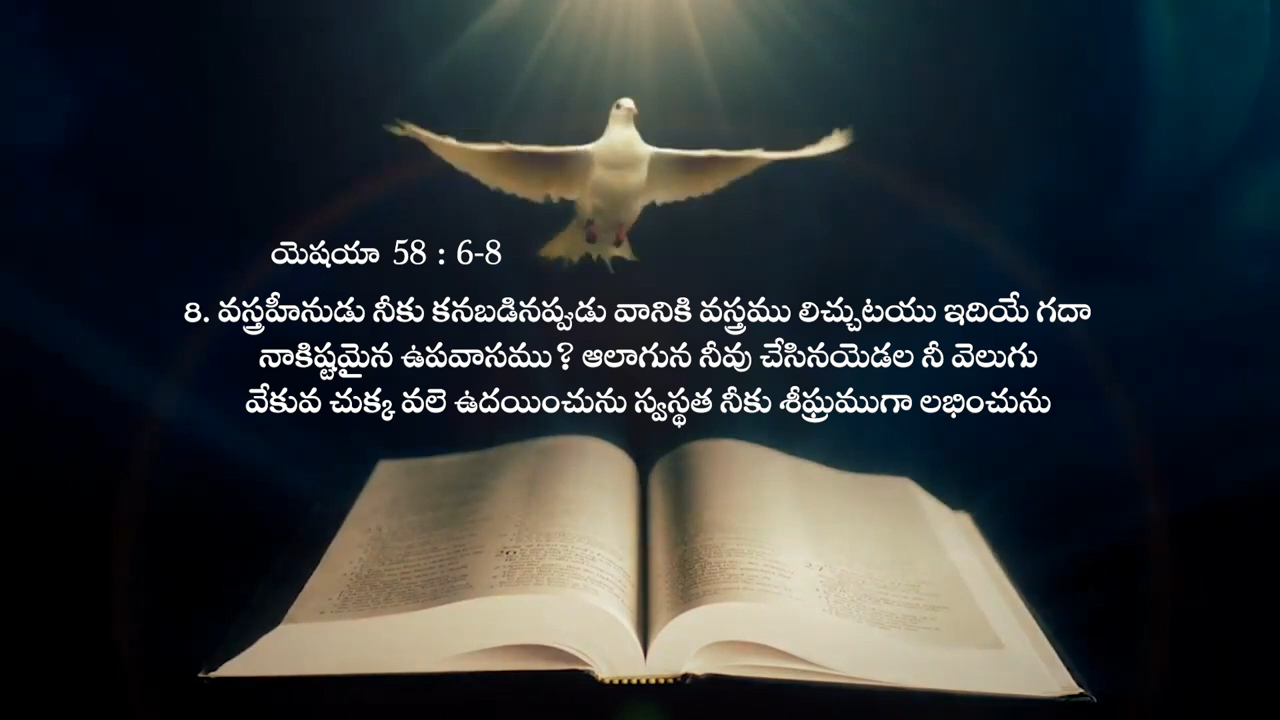 యెషయా 58 : 6-8
8. వస్త్రహీనుడు నీకు కనబడినప్పుడు వానికి వస్త్రము లిచ్చుటయు ఇదియే గదా
నాకిష్టమైన ఉపవాసము? ఆలాగున నీవు చేసినయెడల నీ వెలుగు
వేకువ చుక్క వలె ఉదయించును స్వస్థత నీకు శీఘ్రముగా లభించును